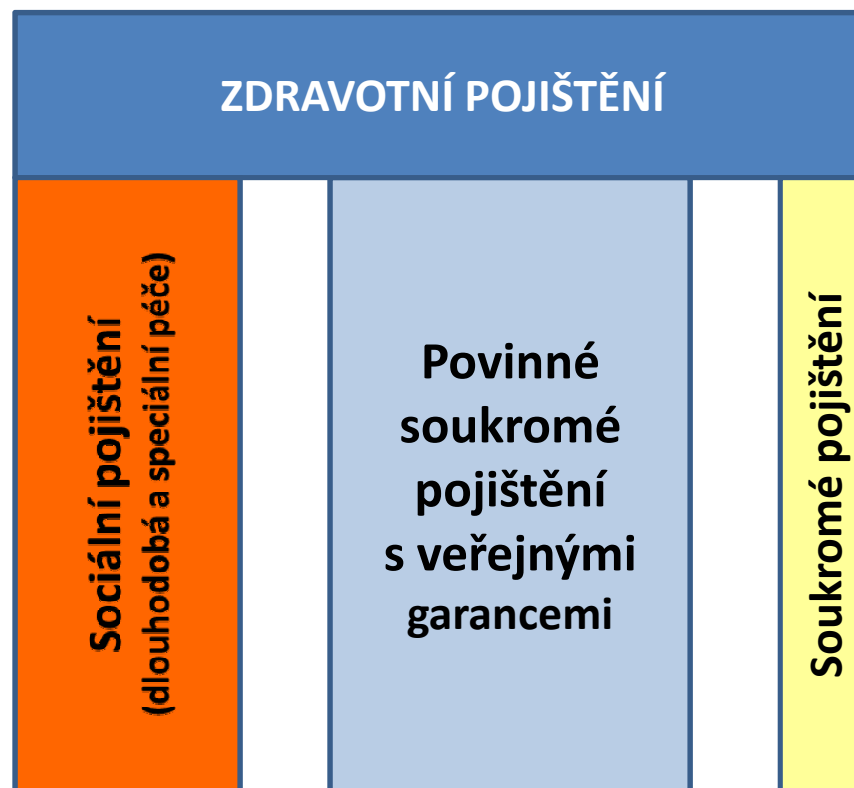 ZDRAVOTNÍ POJIŠTĚNÍ
Sociální pojištění
(dlouhodobá a speciální péče)
Povinné
soukromé
pojištění
s veřejnými
garancemi
Soukromé pojištění